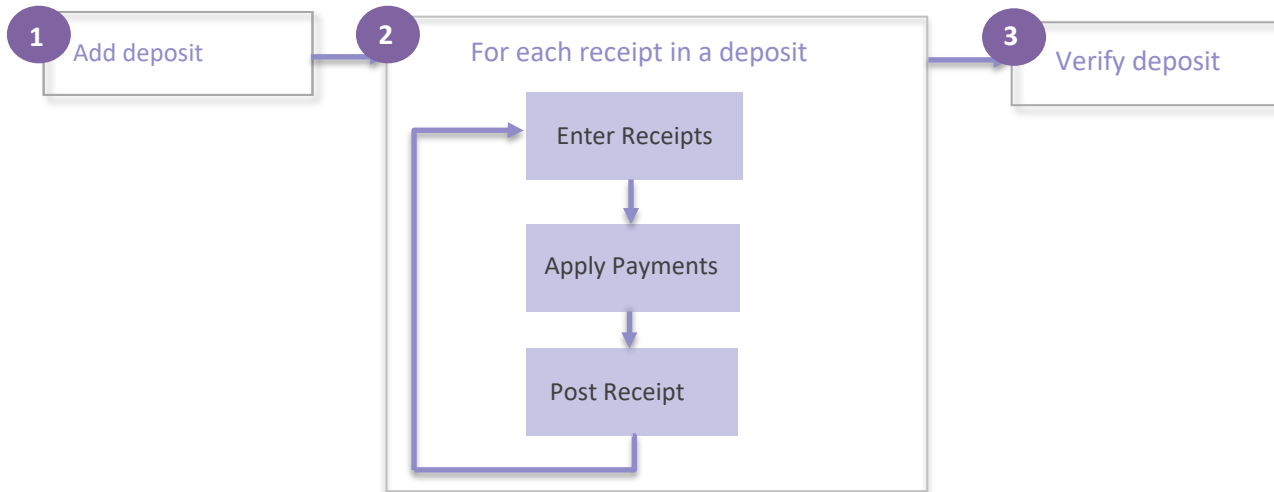 1
Add deposit
2
For each receipt in a deposit
Enter Receipts
Apply Payments
Post Receipt
3
Verify deposit